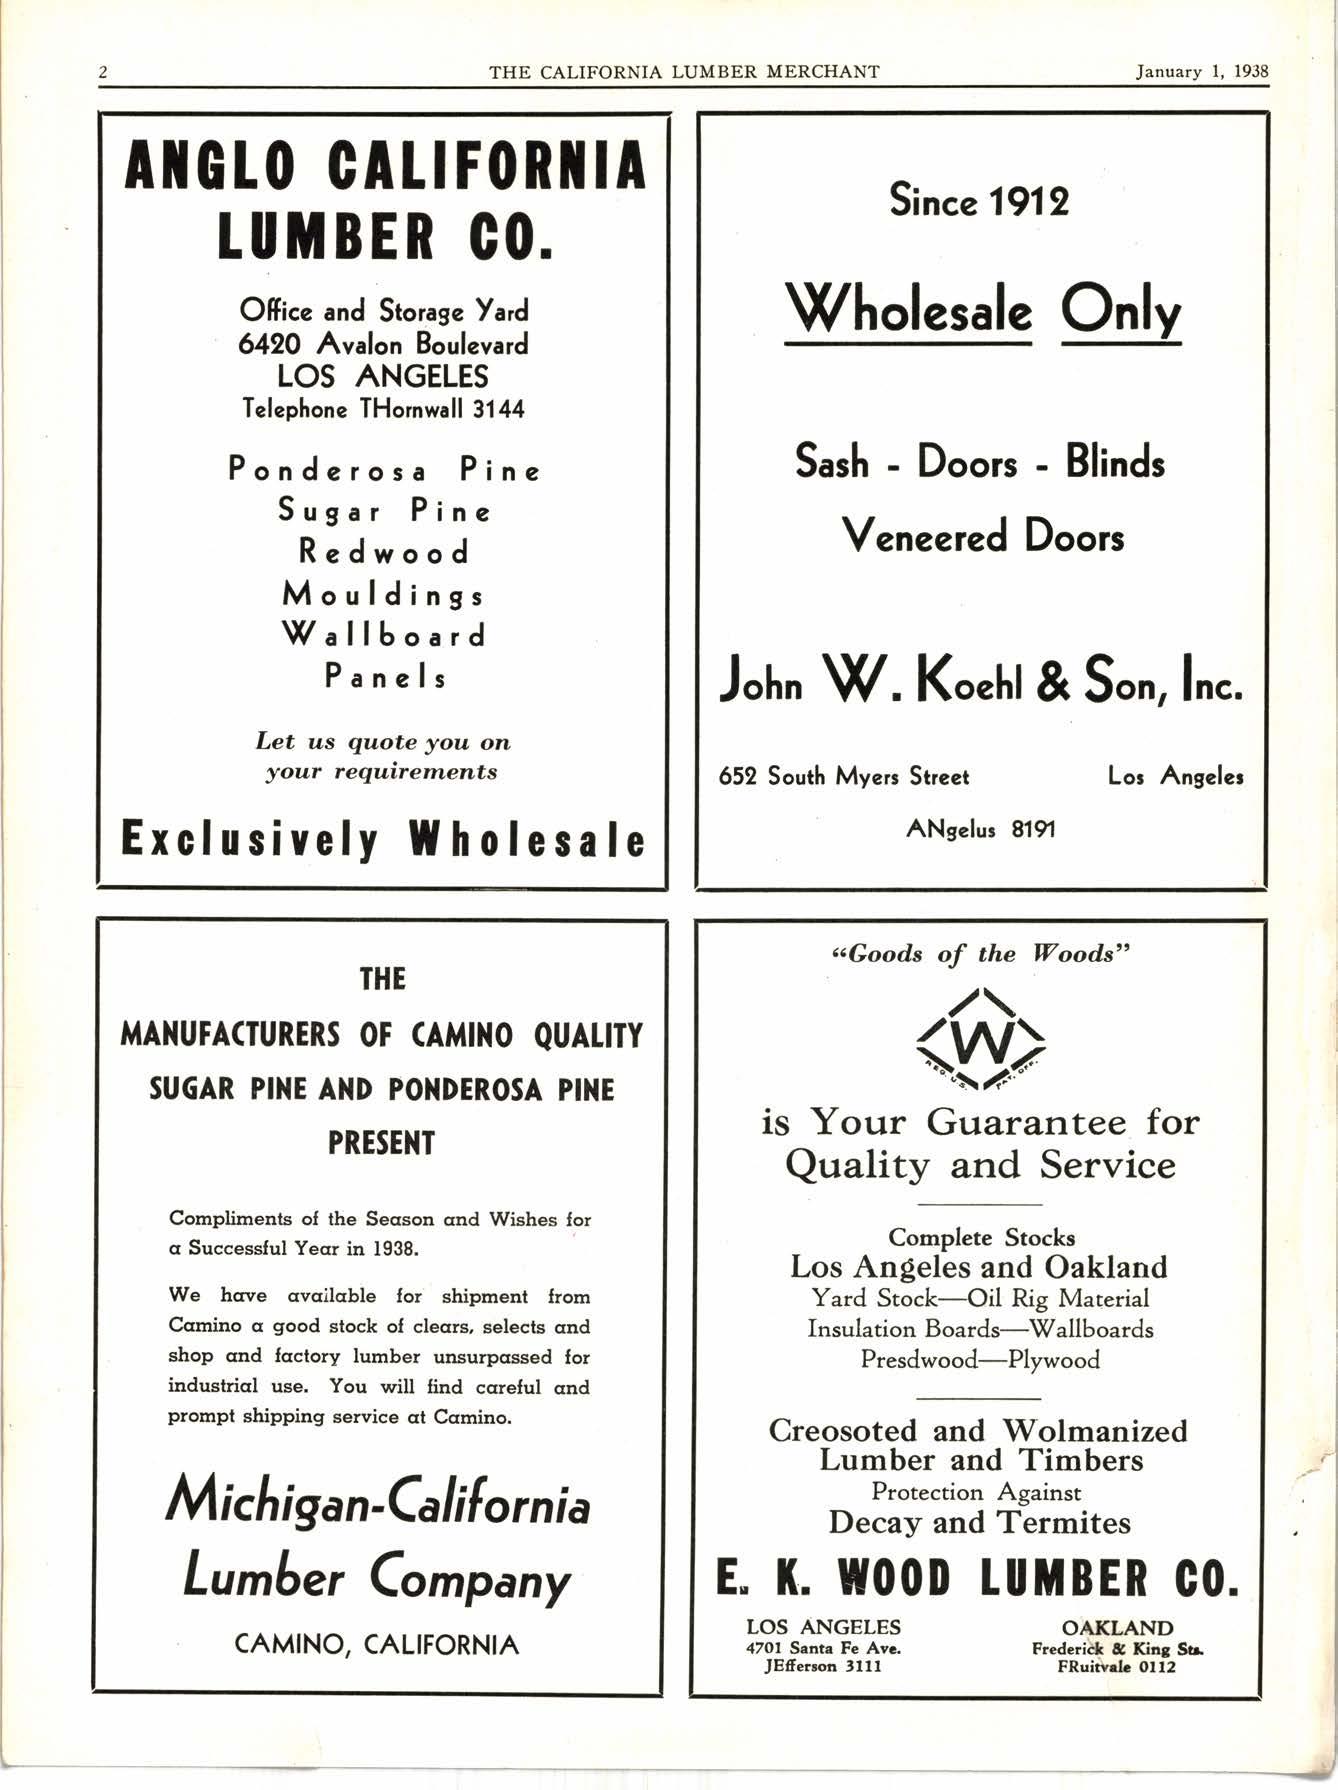 2 THE CALIFORNIA LUMBER MERCHANT January 1, 1938
ANGLO CALIFORNIA
LUMBER CO.
Office and Storage Yard
6420 Avalon Boulevard
LOS ANGELES
Telephone THornwall 3144
Ponderosa Pine
Sugar Pine
Redwood
Mouldings
Wallboard
Panels
Let us quote you on
your requirements
Exclusively Wholesale
Since 1912
Wholesale Only
Sash - Doors - Blinds
Veneered Doors
John W. Koehl & Son, Inc.
652 South Myers Street Los Angeles
ANgelus 8191
THE
MANUFACTURERS OF CAMINO QUALITY
SUGAR PINE AND PONDEROSA PINE
PRESENT
Compliments of the Season and Wishes for
a Successful Year in 1938.
We have available for shipment from
Camino a good stock of clears, selects and
shop and factory lumber unsurpassed for
industrial use. You will find careful and
prompt shipping service at Camino.
Michigan-California
Lumber Company
CAMINO, CALIFORNIA
"Goods of the Woods"
W
REG. U.S. PAT. OFF.
is Your Guarantee for
Quality and Service
Complete Stocks
Los Angeles and Oakland
Yard Stock—Oil Rig Material
Insulation Boards—Wallboards
Presdwood—Plywood
Creosoted and Wolmanized
Lumber and Timbers
Protection Against
Decay and Termites
E. K. WOOD LUMBER CO.
LOS ANGELES OAKLAND
4701 Santa Fe Ave. Frederick & King Sts.
JEfferson 3111 FRuitvale 0112